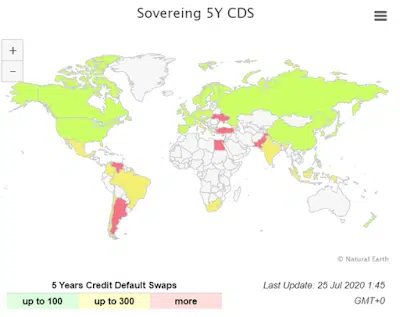 Sovereing 5Y CDS
+
−
© Natural Earth
5 Years Credit Default Swaps
up to 100 up to 300 more
Last Update: 25 Jul 2020 1:45
GMT+0